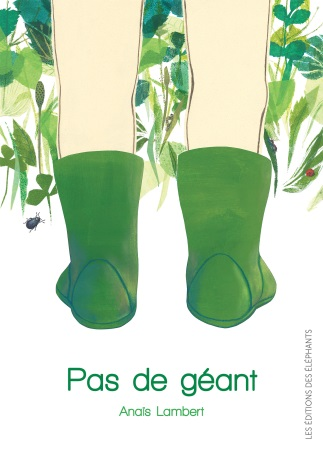 Pas de géant
Anaïs Lambert
LES ÉDITIONS DES ÉLÉPHANTS